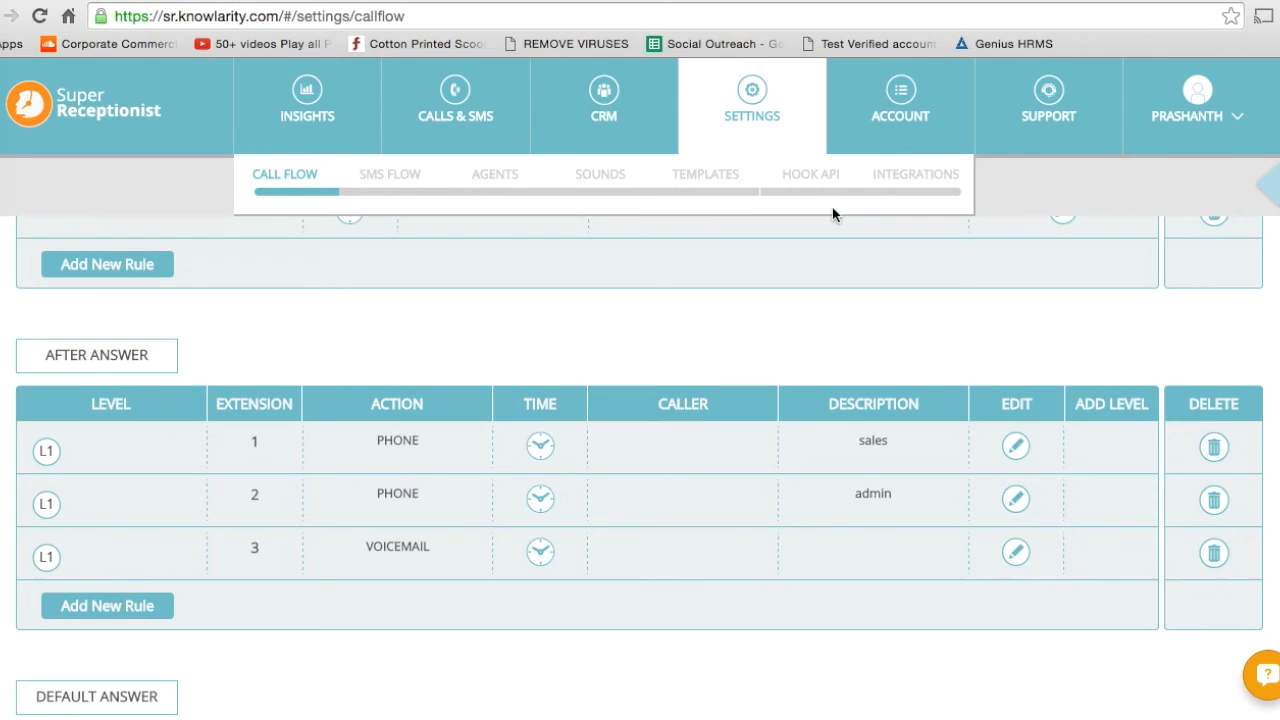 https://sr.knowlarity.com/#/settings/callflow
Apps Corporate Commerc 50+ videos Play all P Cotton Printed Scoo REMOVE VIRUSES Social Outreach - Go Test Verified accoun Genius HRMS
Super
Receptionist
INSIGHTS CALLS & SMS CRM SETTINGS ACCOUNT SUPPORT PRASHANTH
CALL FLOW SMS FLOW AGENTS SOUNDS TEMPLATES HOOK API INTEGRATIONS
Add New Rule
AFTER ANSWER
LEVEL EXTENSION ACTION TIME CALLER DESCRIPTION EDIT ADD LEVEL DELETE
L1 1 PHONE sales
L1 2 PHONE admin
L1 3 VOICEMAIL
Add New Rule
DEFAULT ANSWER